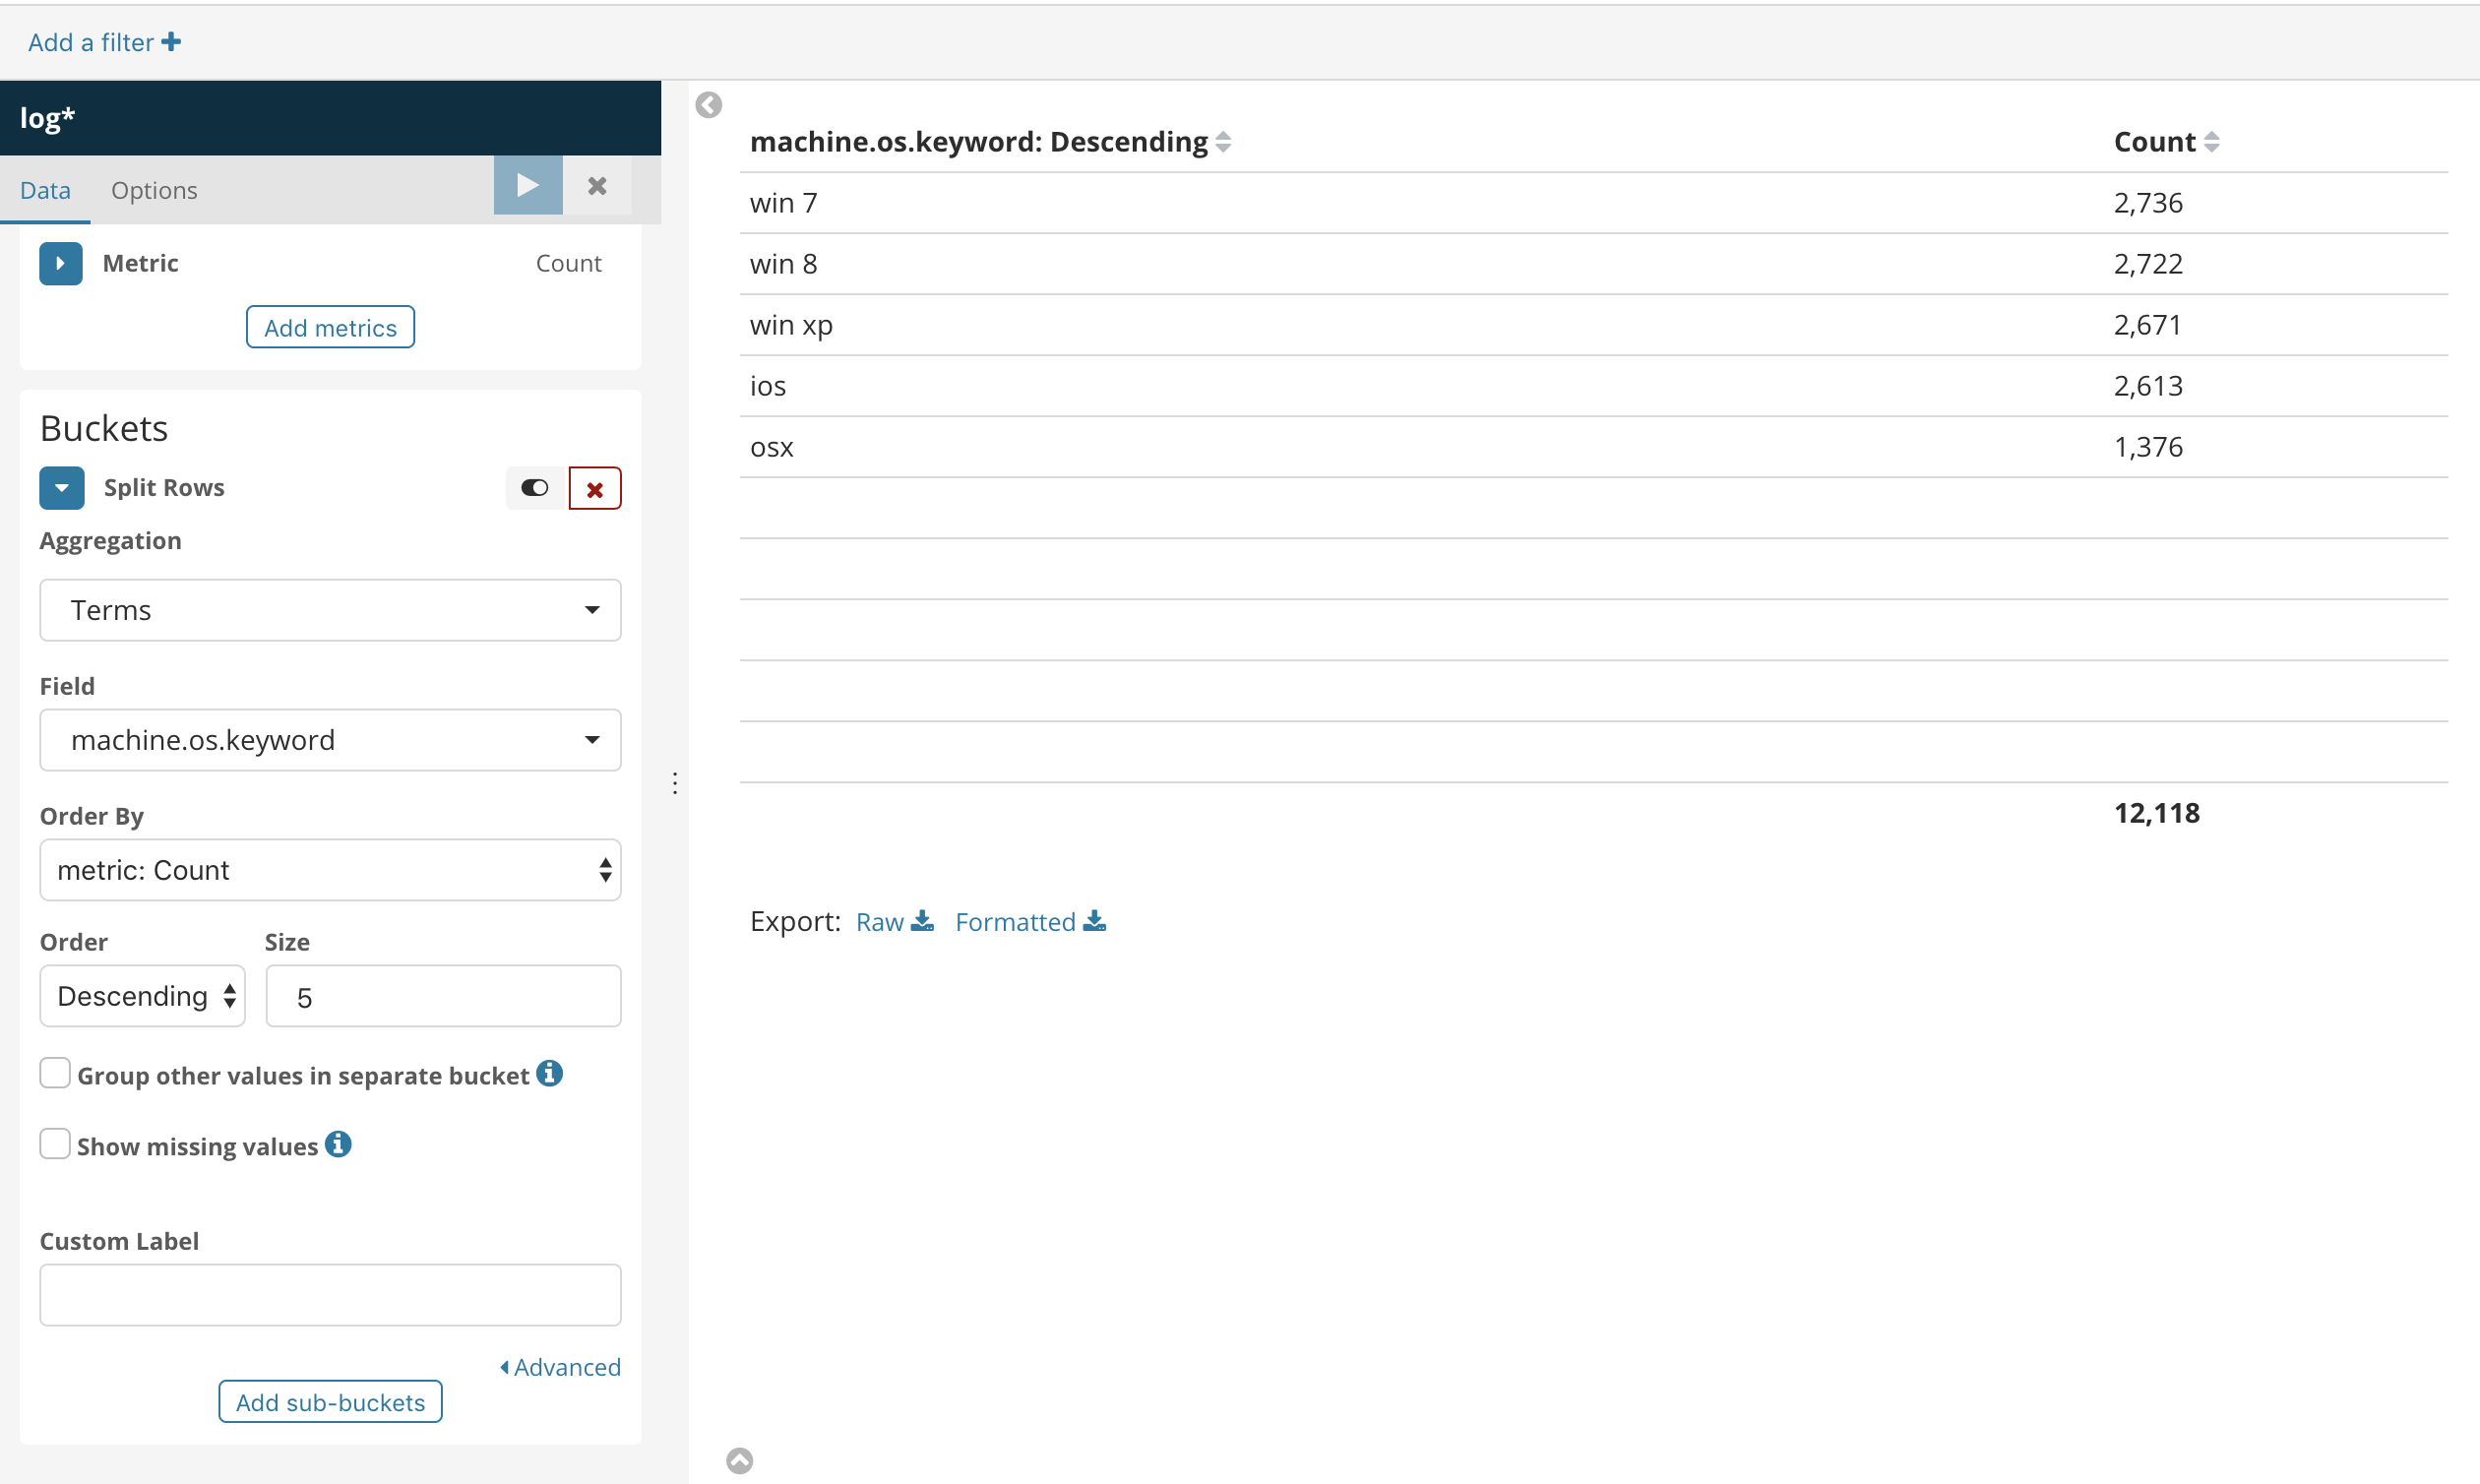 Add a filter
log*
Data Options
Metric Count
Add metrics
Buckets
Split Rows
Aggregation
Terms
Field
machine.os.keyword
Order By
metric: Count
Order Size
Descending 5
Group other values in separate bucket
Show missing values
Custom Label
Advanced
Add sub-buckets
machine.os.keyword: Descending Count
win 7 2,736
win 8 2,722
win xp 2,671
ios 2,613
osx 1,376
12,118
Export: Raw Formatted